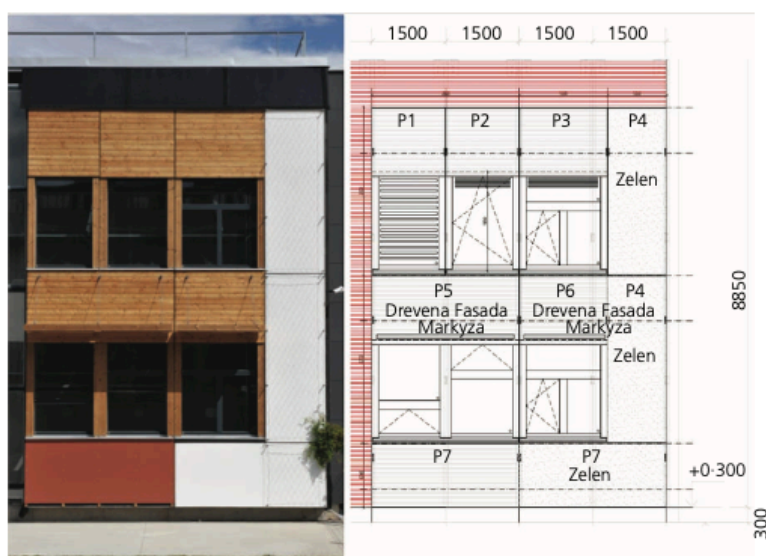 1500 1500 1500 1500
P1 P2 P3 P4
Zelen
P5 P6 P4
Drevena Fasada Drevena Fasada
Markýza Markýza
Zelen
8850
P7 P7
Zelen
+0·300
300